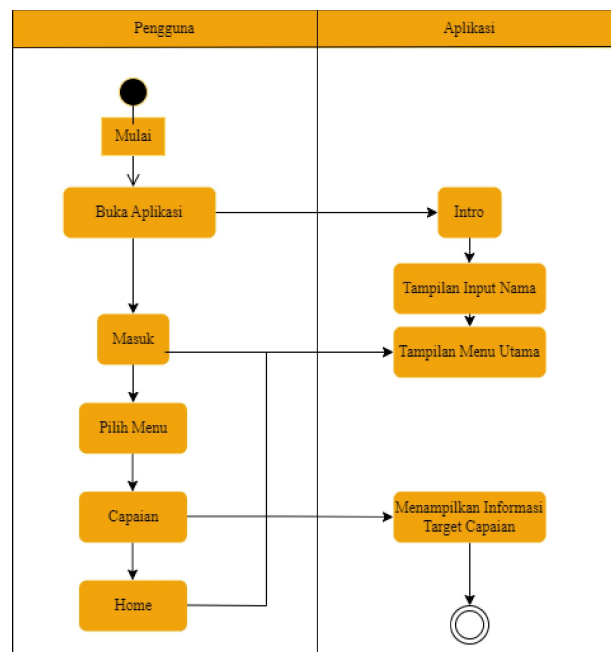 Pengguna
Aplikasi
Mulai
Buka Aplikasi
Intro
Tampilan Input Nama
Masuk
Tampilan Menu Utama
Pilih Menu
Capaian
Menampilkan Informasi
Target Capaian
Home